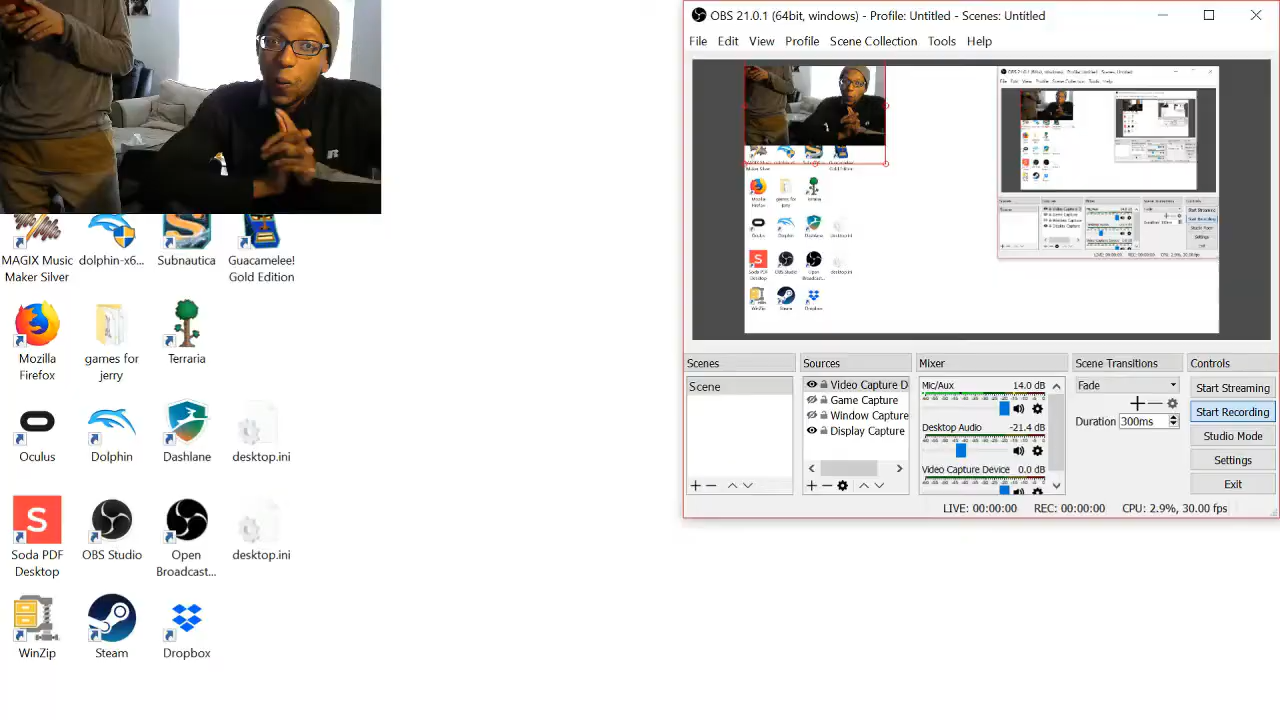 OBS 21.0.1 (64bit, windows) - Profile: Untitled - Scenes: Untitled
File Edit View Profile Scene Collection Tools Help
MAGIX Music
Maker Silver
dolphin-x6...
Subnautica
Guacamelee!
Gold Edition
Mozilla
Firefox
games for
jerry
Terraria
Oculus
Dolphin
Dashlane
desktop.ini
Soda PDF
Desktop
OBS Studio
Open
Broadcast...
desktop.ini
WinZip
Steam
Dropbox
Scenes
Scene
Sources
Video Capture D
Game Capture
Window Capture
Display Capture
Mixer
Mic/Aux 14.0 dB
Desktop Audio -21.4 dB
Video Capture Device 0.0 dB
Scene Transitions
Fade
Duration 300ms
Controls
Start Streaming
Start Recording
Studio Mode
Settings
Exit
LIVE: 00:00:00 REC: 00:00:00 CPU: 2.9%, 30.00 fps